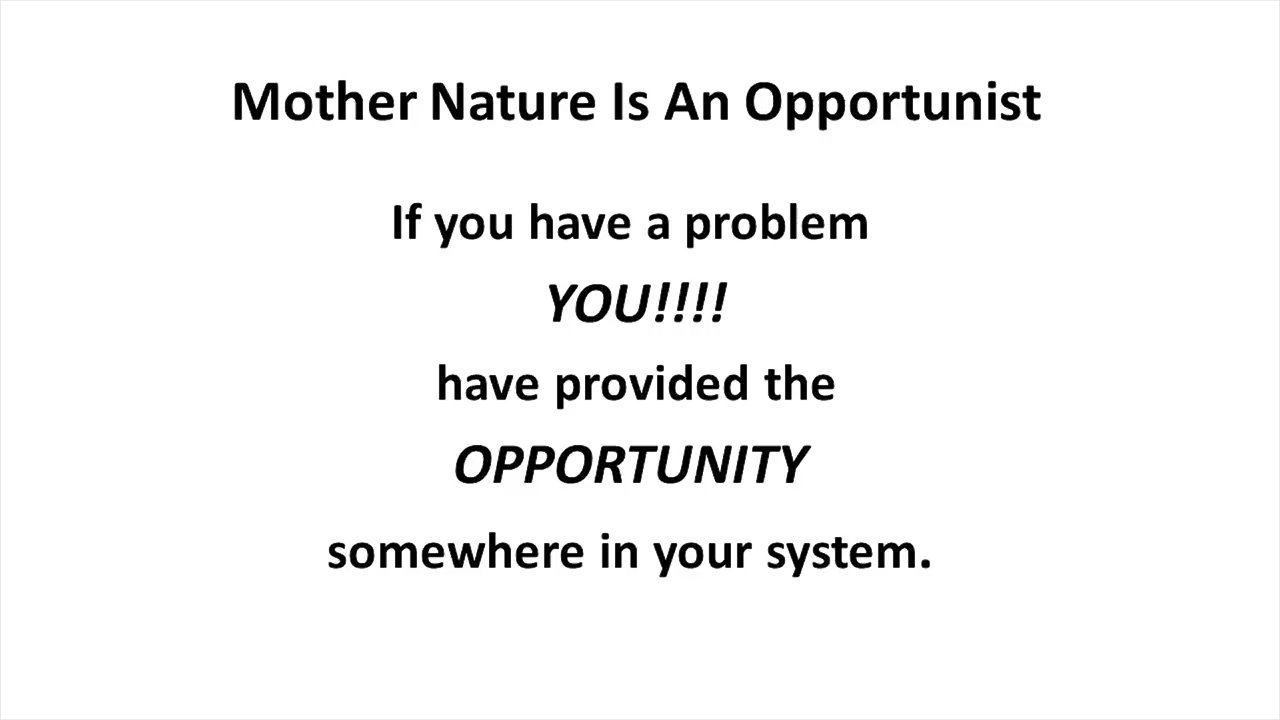 Mother Nature Is An Opportunist
If you have a problem
YOU!!!!
have provided the
OPPORTUNITY
somewhere in your system.